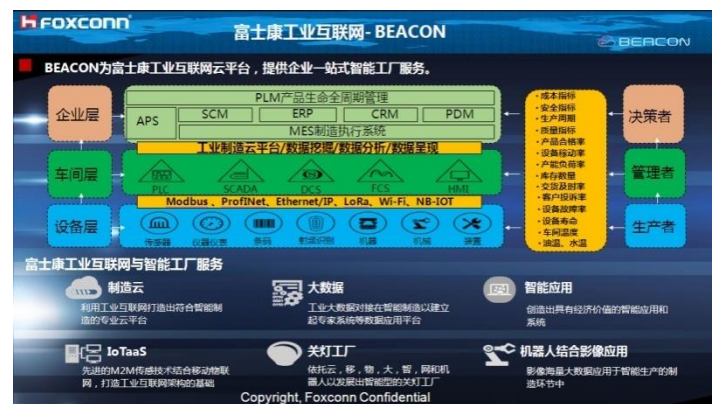 FOXCONN
富士康工业互联网- BEACON
BEACON
BEACON为富士康工业互联网云平台，提供企业一站式智能工厂服务。
企业层
PLM产品生命全周期管理
APS
SCM
ERP
CRM
PDM
MES制造执行系统
工业制造云平台/数据挖掘/数据分析/数据呈现
车间层
PLC
SCADA
DCS
FCS
HMI
Modbus、ProfiNet、Ethernet/IP、LoRa、Wi-Fi、NB-IOT
设备层
传感器
仪器仪表
条码
射频识别
机器
机械
装置
·成本指标
·安全指标
·生产周期
·质量指标
·产品合格率
·设备稼动率
·产能负荷率
·库存数量
·交货及时率
·客户投诉率
·设备故障率
·设备寿命
·车间温度
·油温、水温
决策者
管理者
生产者
富士康工业互联网与智能工厂服务
制造云
利用工业互联网打造出符合智能制
造的专业云平台
大数据
工业大数据对接在智能制造以建立
起专家系统等数据应用平台
智能应用
创造出具有经济价值的智能应用和
系统
IoTaaS
先进的M2M传感技术结合移动物联
网，打造工业互联网架构的基础
关灯工厂
依托云，移，物，大，智，网和机
器人以发展出智能型的关灯工厂
机器人结合影像应用
影像海量大数据应用于智能生产的制
造环节中
Copyright, Foxconn Confidential